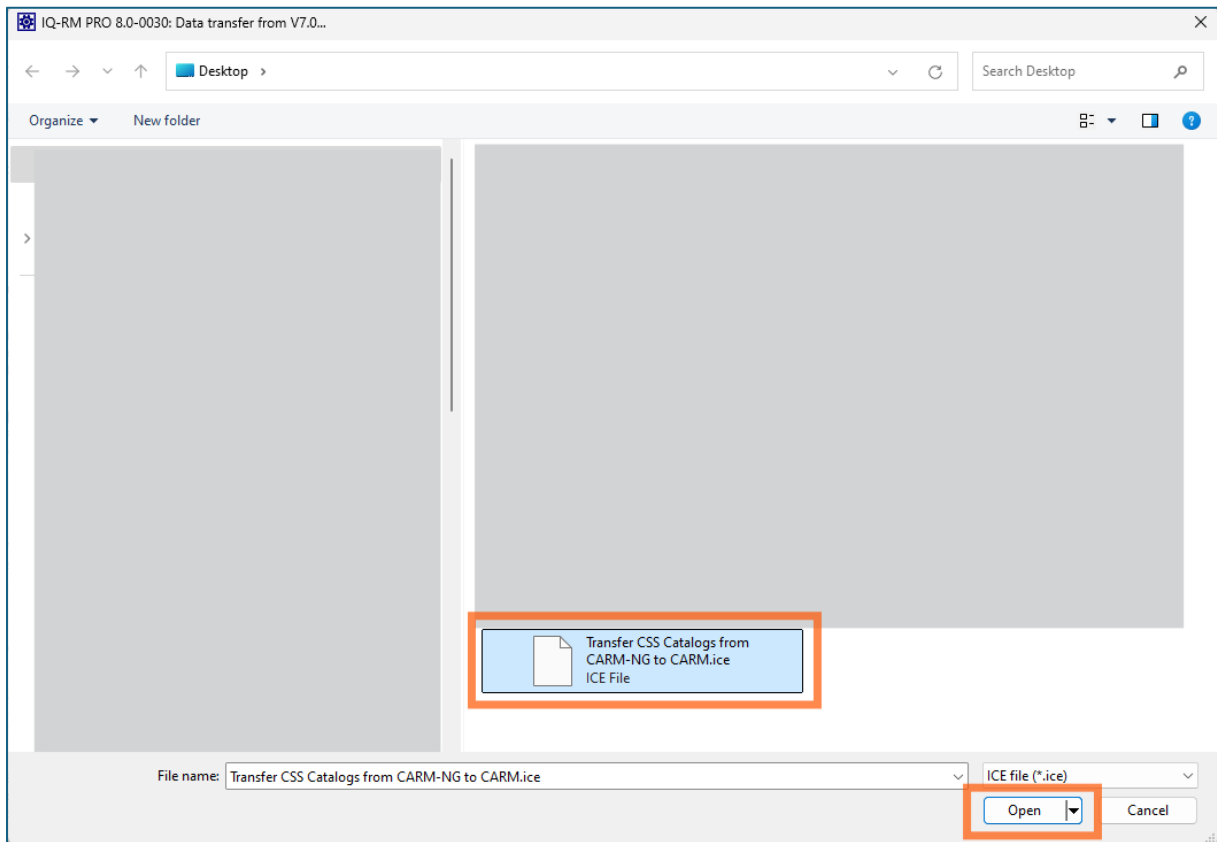 IQ-RM PRO 8.0-0030: Data transfer from V7.0...
Desktop
Search Desktop
Organize
New folder
Transfer CSS Catalogs from
CARM-NG to CARM.ice
ICE File
File name:
Transfer CSS Catalogs from CARM-NG to CARM.ice
ICE file (*.ice)
Open
Cancel